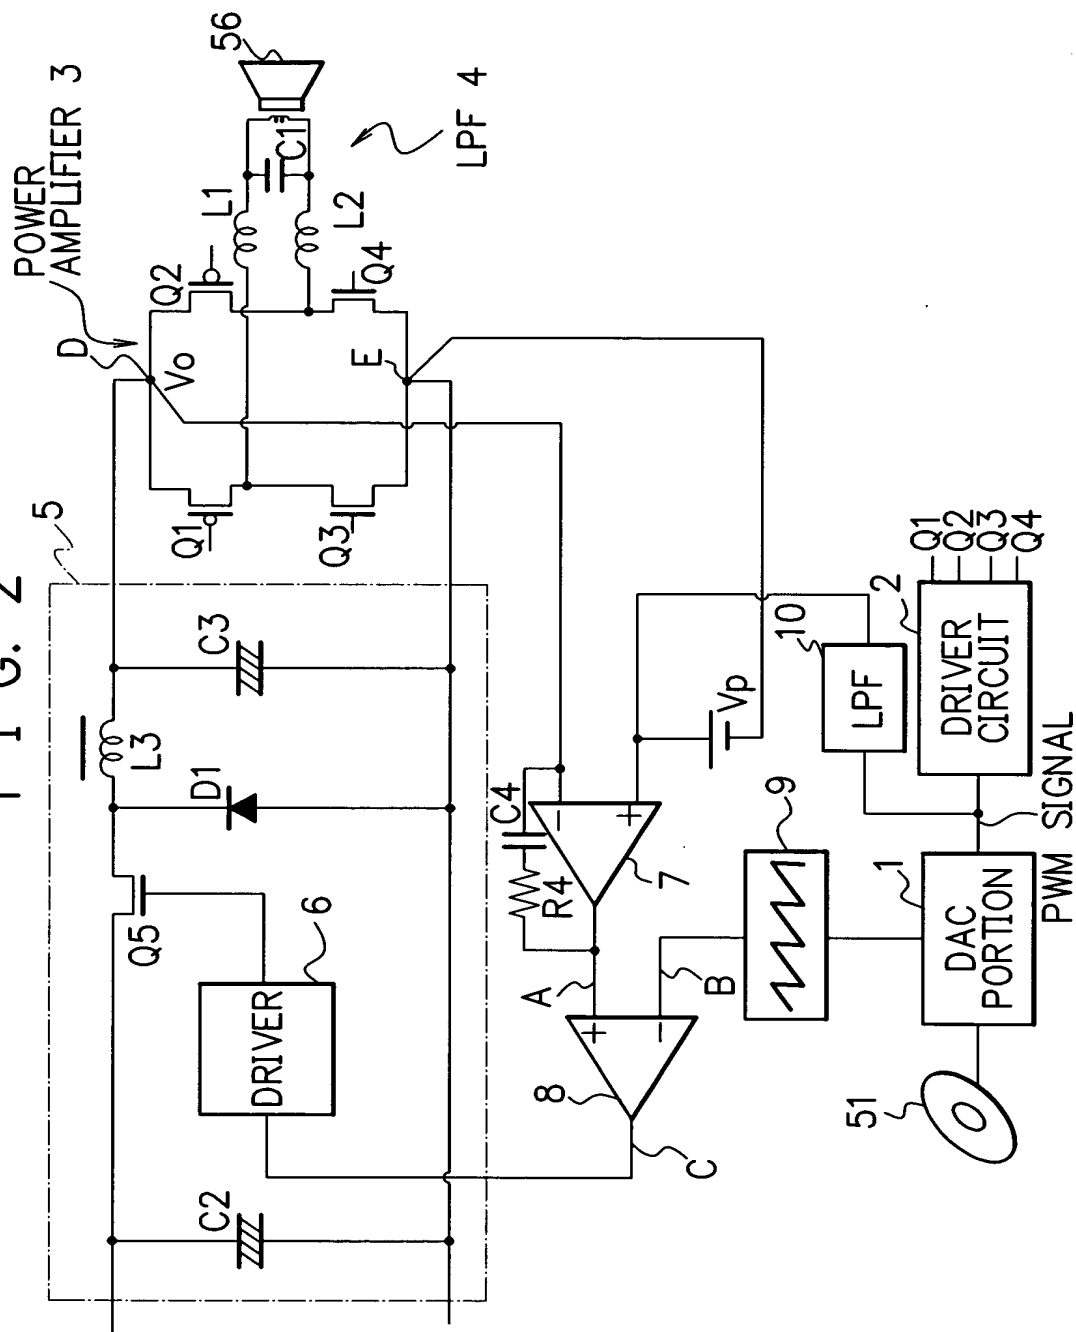 FIG. 2
5
C2
DRIVER
6
Q5
D1
L3
C3
D
POWER
AMPLIFIER 3
Vo
Q1
Q2
Q3
Q4
E
L1
L2
C1
56
LPF 4
C
8
+
-
A
B
R4
C4
-
+
7
Vp
51
DAC
PORTION
1
9
PWM SIGNAL
LPF
10
DRIVER
CIRCUIT
2
Q1
Q2
Q3
Q4